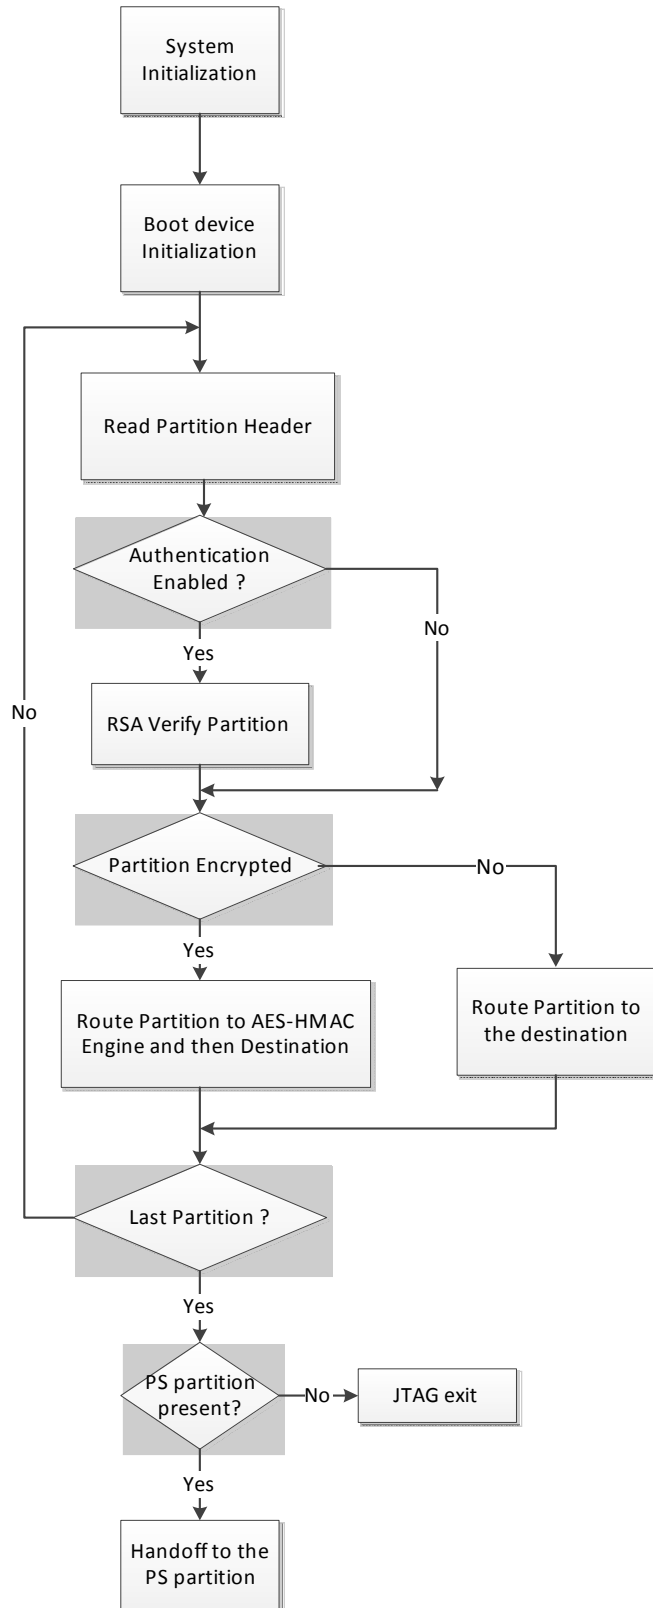 System
Initialization
Boot device
Initialization
Read Partition Header
Authentication
Enabled ?
No
Yes
No
RSA Verify Partition
Partition Encrypted
No
Yes
Route Partition to AES-HMAC
Engine and then Destination
Route Partition to
the destination
Last Partition ?
Yes
PS partition
present?
No
JTAG exit
Yes
Handoff to the
PS partition